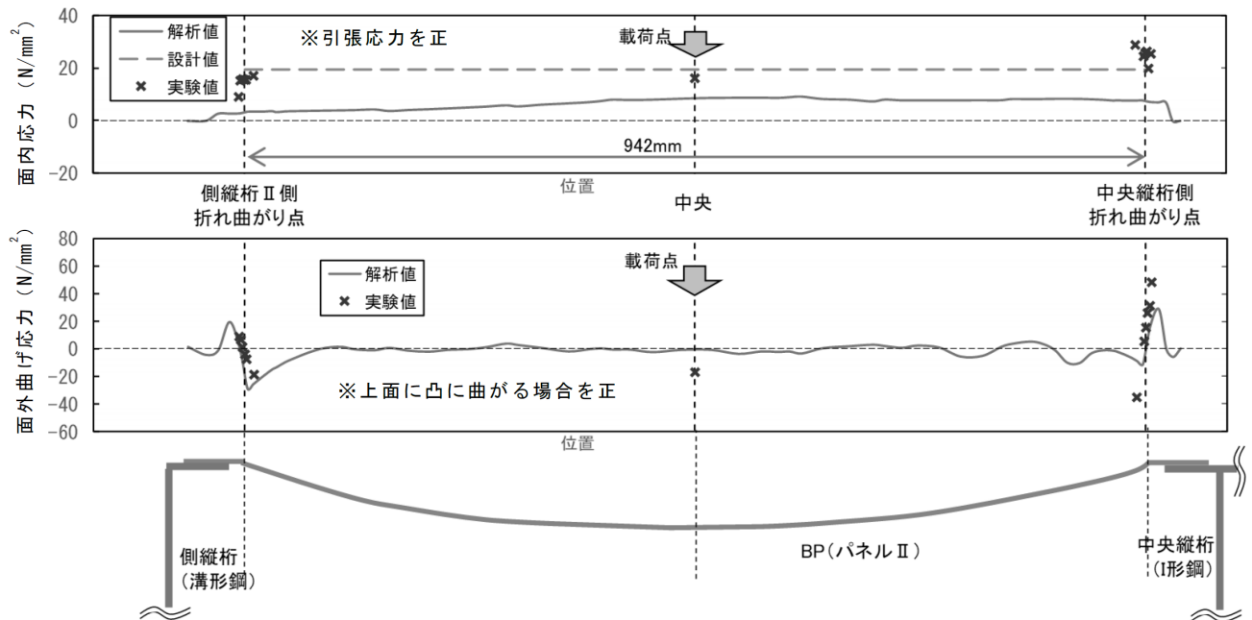 面内応力（N/mm²）
40
20
0
-20
解析値
設計値
実験値
※引張応力を正
載荷点
942mm
位置
側縦桁Ⅱ側
折れ曲がり点
中央
中央縦桁側
折れ曲がり点
面外曲げ応力（N/mm²）
80
60
40
20
0
-20
-40
-60
解析値
実験値
載荷点
※上面に凸に曲がる場合を正
位置
側縦桁
（溝形鋼）
BP（パネルⅡ）
中央縦桁
（I形鋼）